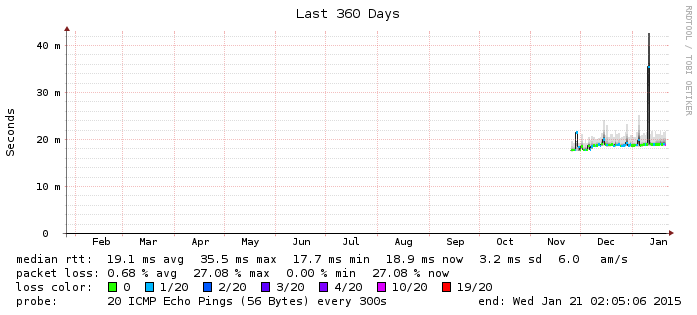 Last 360 Days
RRDTOOL / TOBI OETIKER
Seconds
40 m
30 m
20 m
10 m
0
Feb Mar Apr May Jun Jul Aug Sep Oct Nov Dec Jan
median rtt: 19.1 ms avg 35.5 ms max 17.7 ms min 18.9 ms now 3.2 ms sd 6.0 am/s
packet loss: 0.68 % avg 27.08 % max 0.00 % min 27.08 % now
loss color: 0 1/20 2/20 3/20 4/20 10/20 19/20
probe: 20 ICMP Echo Pings (56 Bytes) every 300s end: Wed Jan 21 02:05:06 2015